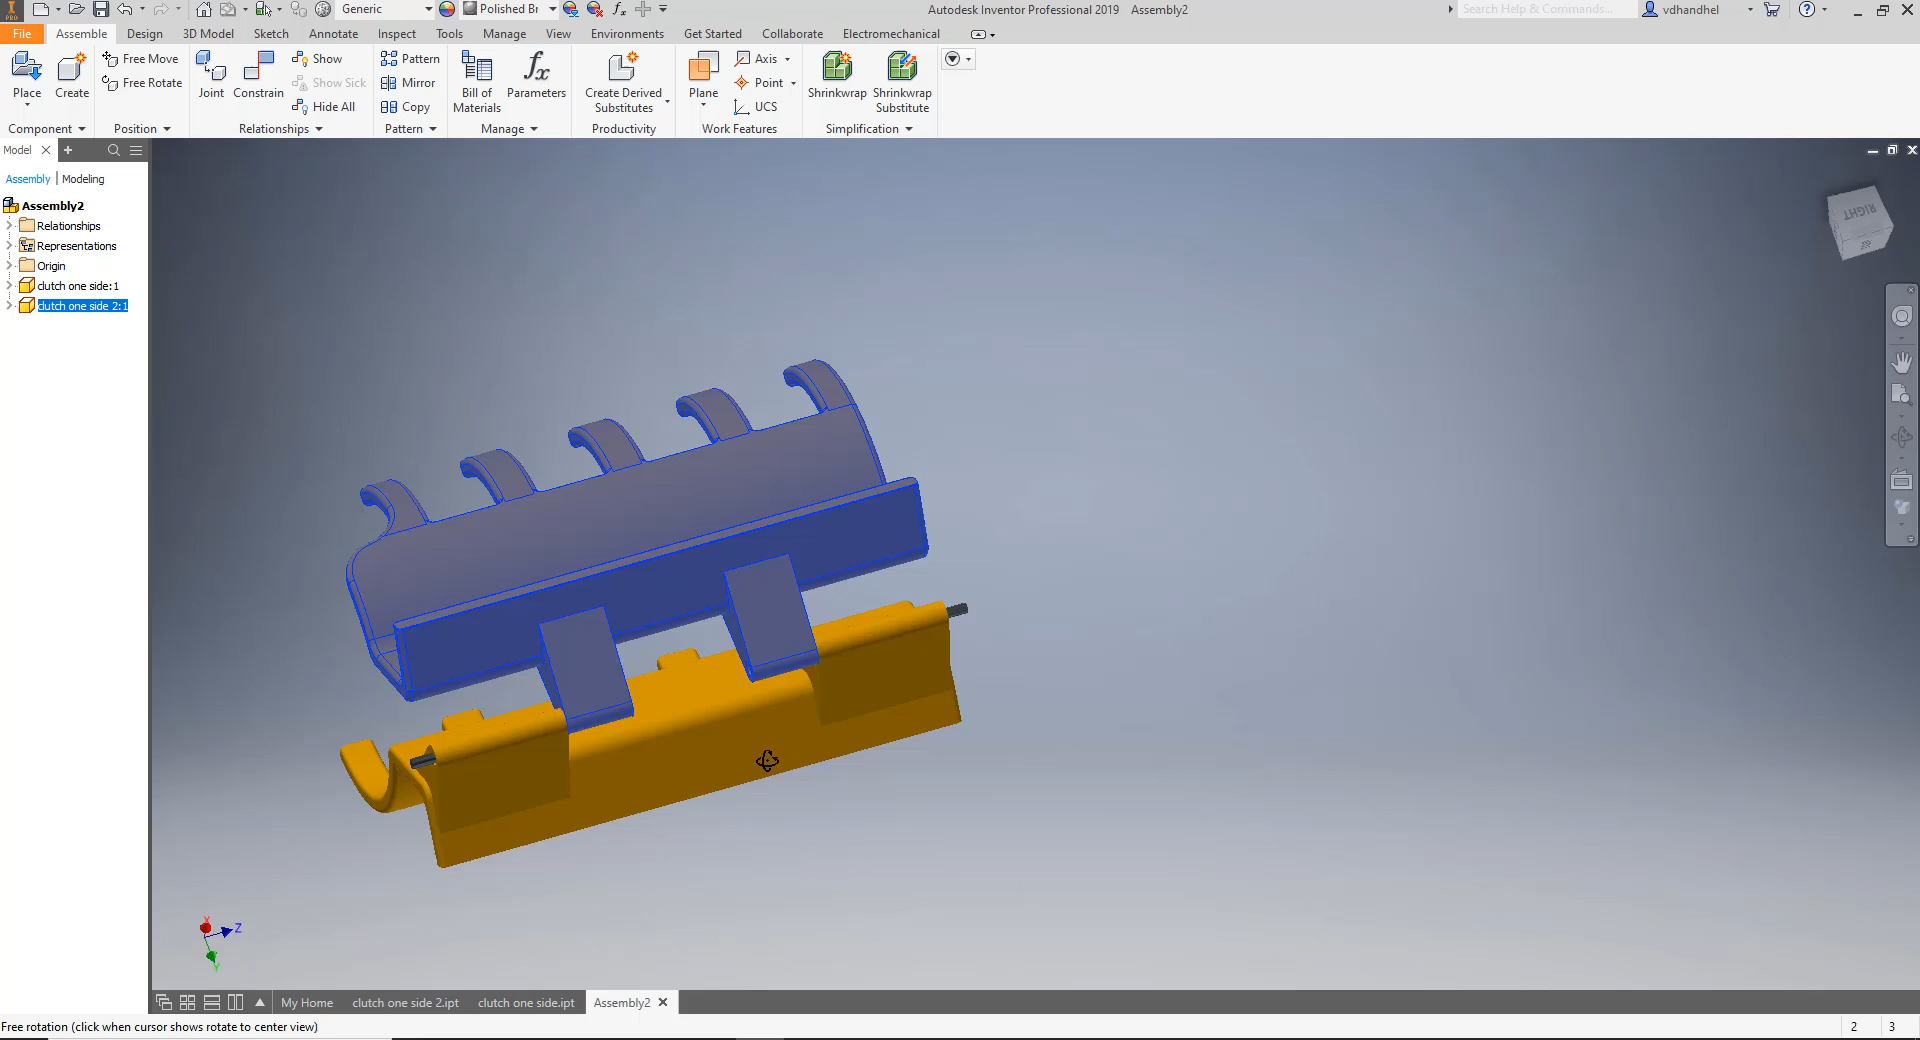 Generic
Polished Br
Autodesk Inventor Professional 2019 Assembly2
Search Help & Commands...
vdhandhel
File Assemble Design 3D Model Sketch Annotate Inspect Tools Manage View Environments Get Started Collaborate Electromechanical
Place
Create
Free Move
Free Rotate
Joint
Constrain
Show
Show Sick
Hide All
Pattern
Mirror
Copy
Bill of
Materials
fx
Parameters
Create Derived
Substitutes
Plane
Axis
Point
UCS
Shrinkwrap
Shrinkwrap
Substitute
Component Position Relationships Pattern Manage Productivity Work Features Simplification
Model
Assembly | Modeling
Assembly2
Relationships
Representations
Origin
clutch one side:1
clutch one side 2:1
RIGHT
X
Z
Y
My Home clutch one side 2.ipt clutch one side.ipt Assembly2
Free rotation (click when cursor shows rotate to center view) 2 3